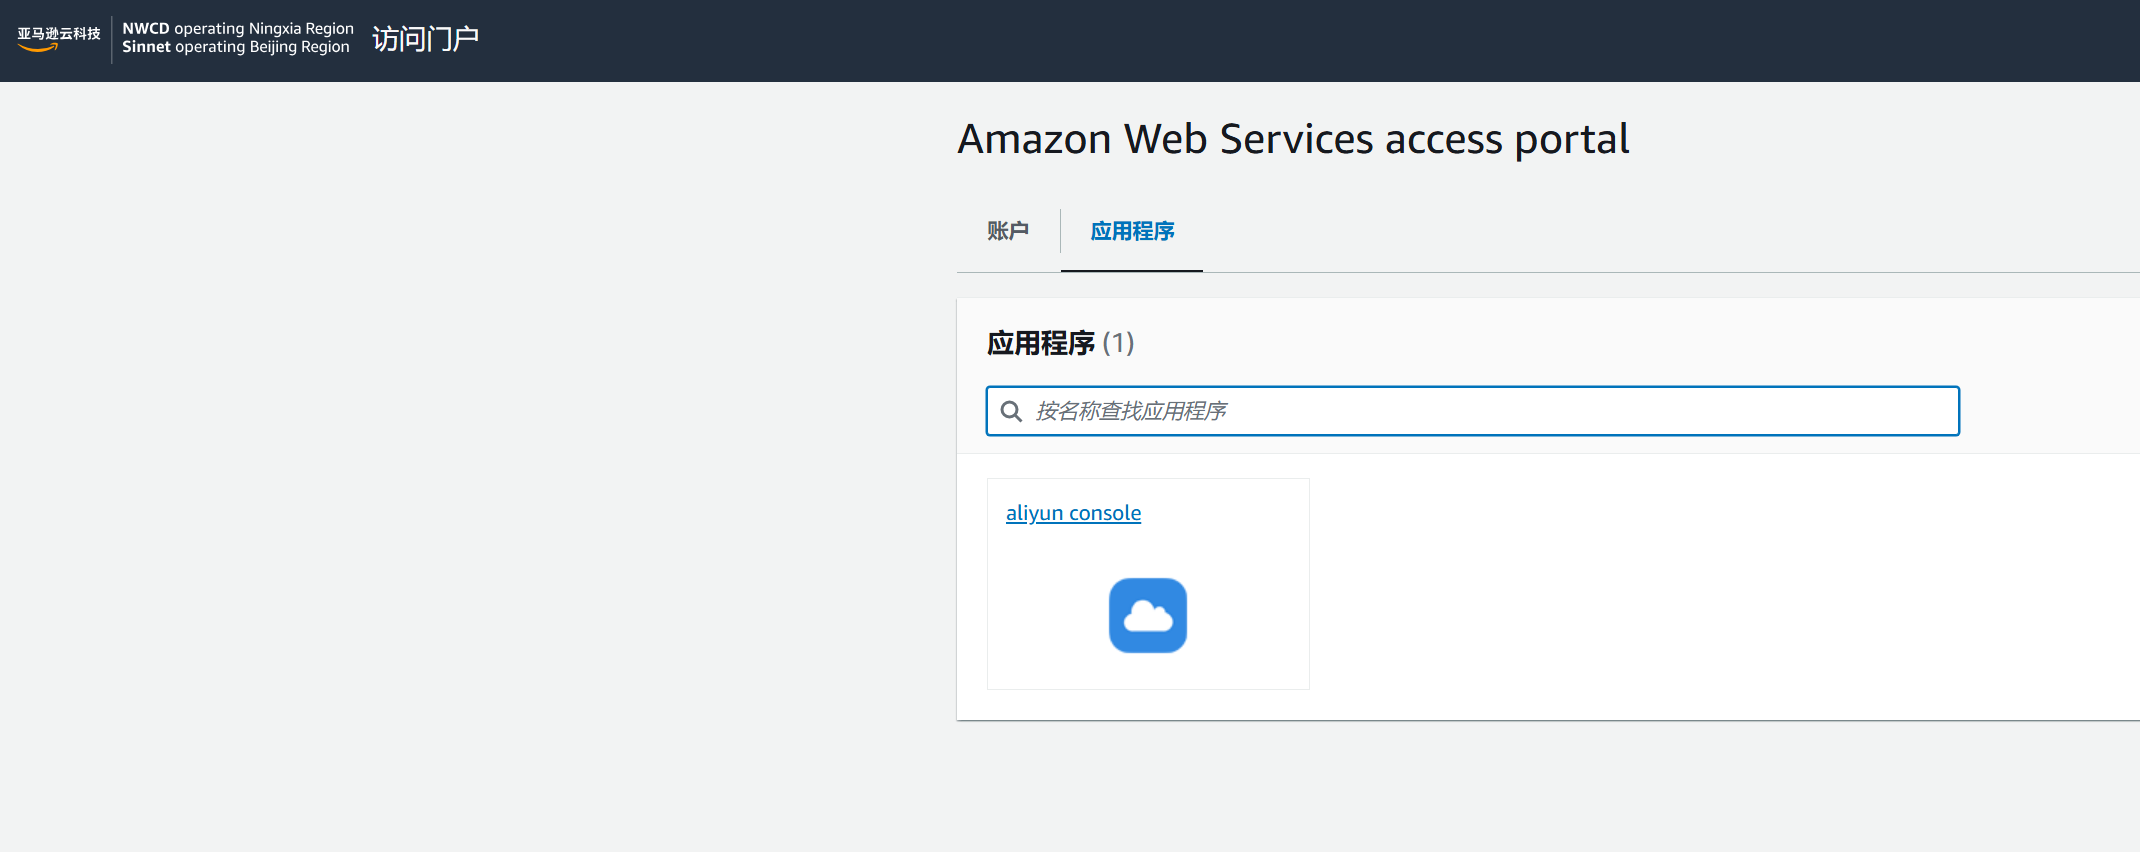 亚马逊云科技
NWCD operating Ningxia Region
Sinnet operating Beijing Region
访问门户
Amazon Web Services access portal
账户
应用程序
应用程序 (1)
按名称查找应用程序
aliyun console